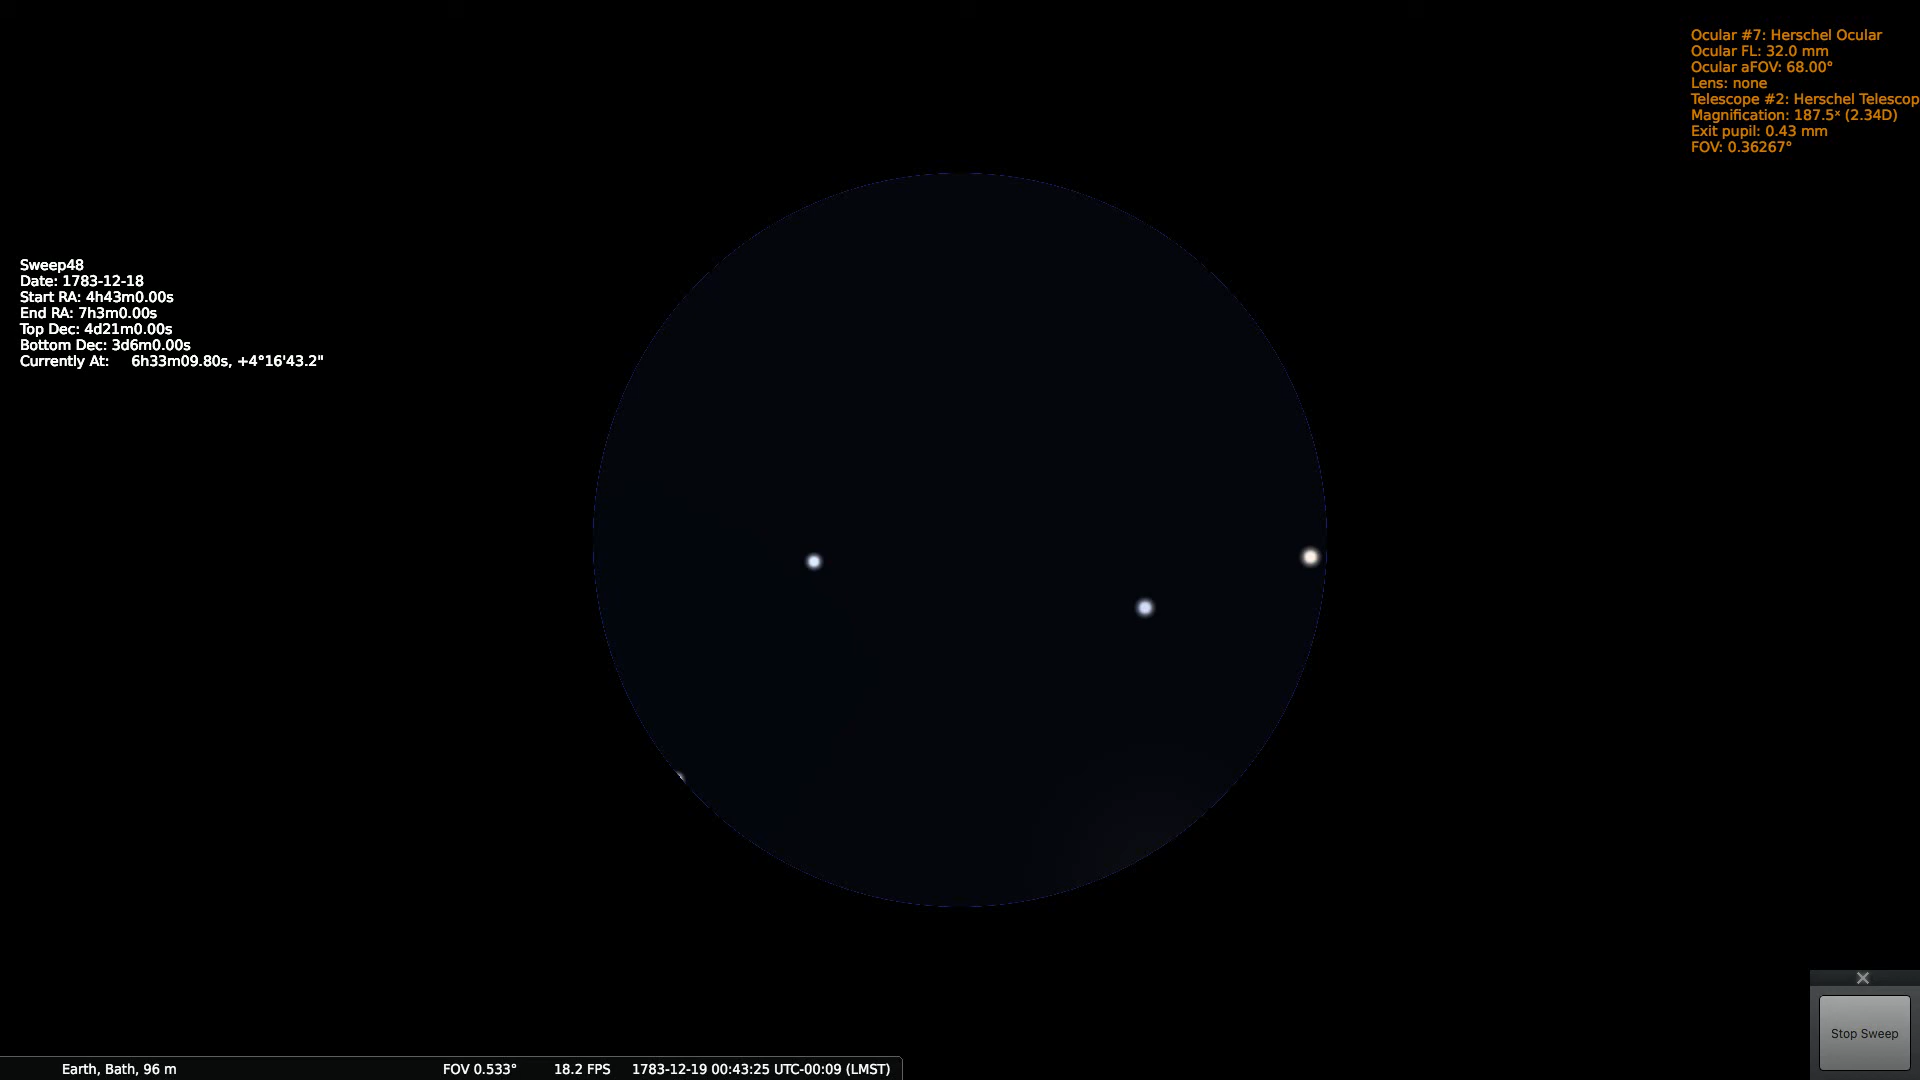 Ocular #7: Herschel Ocular
Ocular FL: 32.0 mm
Ocular aFOV: 68.00°
Lens: none
Telescope #2: Herschel Telescop
Magnification: 187.5ˣ (2.34D)
Exit pupil: 0.43 mm
FOV: 0.36267°
Sweep48
Date: 1783-12-18
Start RA: 4h43m0.00s
End RA: 7h3m0.00s
Top Dec: 4d21m0.00s
Bottom Dec: 3d6m0.00s
Currently At: 6h33m09.80s, +4°16'43.2"
Stop Sweep
Earth, Bath, 96 m FOV 0.533° 18.2 FPS 1783-12-19 00:43:25 UTC-00:09 (LMST)